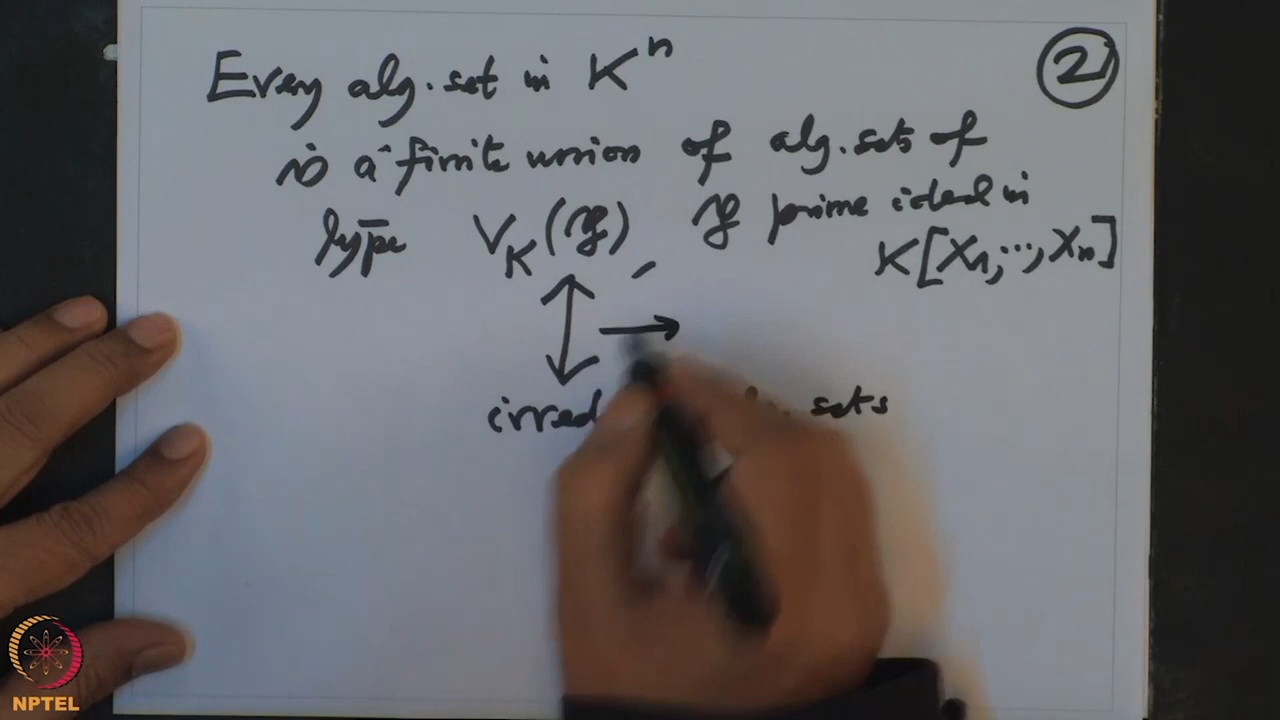 Every alg. set in K^n
②
is a finite union of alg. sets of
type V_K(𝔭) 𝔭 prime ideal in
K[X_1, ..., X_n]
sets
NPTEL